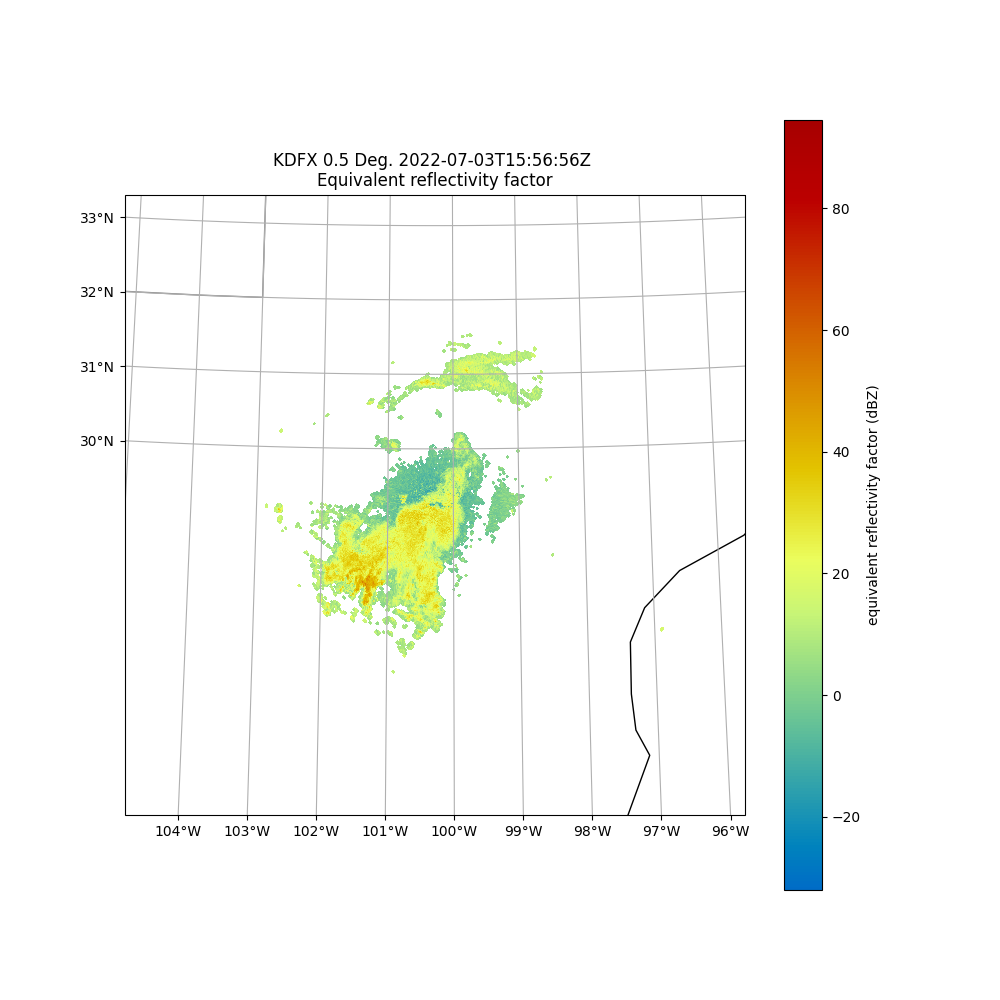 KDFX 0.5 Deg. 2022-07-03T15:56:56Z
Equivalent reflectivity factor
33°N
32°N
31°N
30°N
104°W 103°W 102°W 101°W 100°W 99°W 98°W 97°W 96°W
80
60
40
20
0
−20
equivalent reflectivity factor (dBZ)